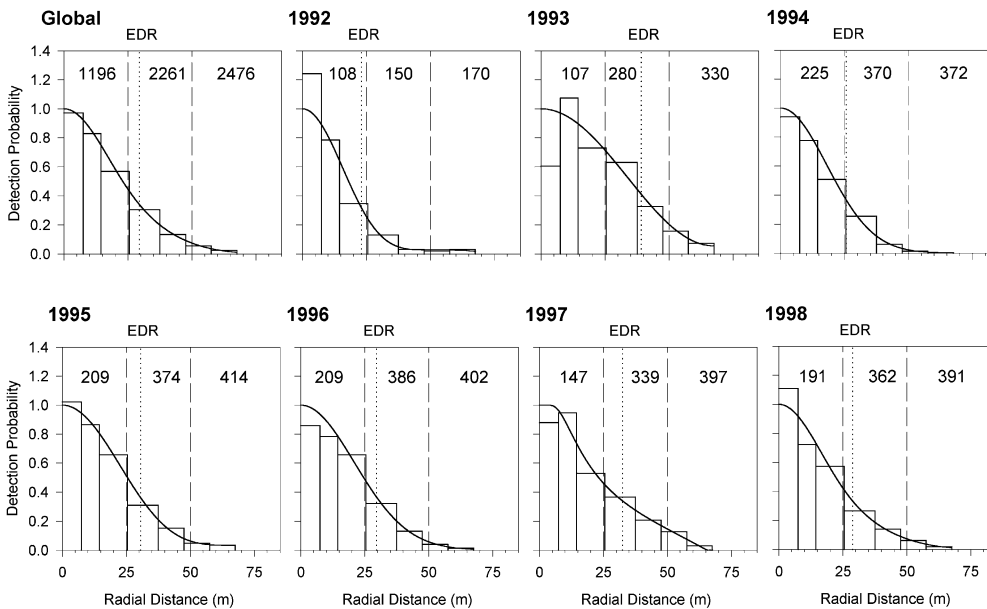 Global 1992 1993 1994
EDR EDR EDR EDR
1.4
1.2
1.0
0.8
0.6
0.4
0.2
0.0
Detection Probability
1196 2261 2476
108 150 170
107 280 330
225 370 372
1995 1996 1997 1998
EDR EDR EDR EDR
1.4
1.2
1.0
0.8
0.6
0.4
0.2
0.0
Detection Probability
209 374 414
209 386 402
147 339 397
191 362 391
0 25 50 75 0 25 50 75 0 25 50 75 0 25 50 75
Radial Distance (m) Radial Distance (m) Radial Distance (m) Radial Distance (m)